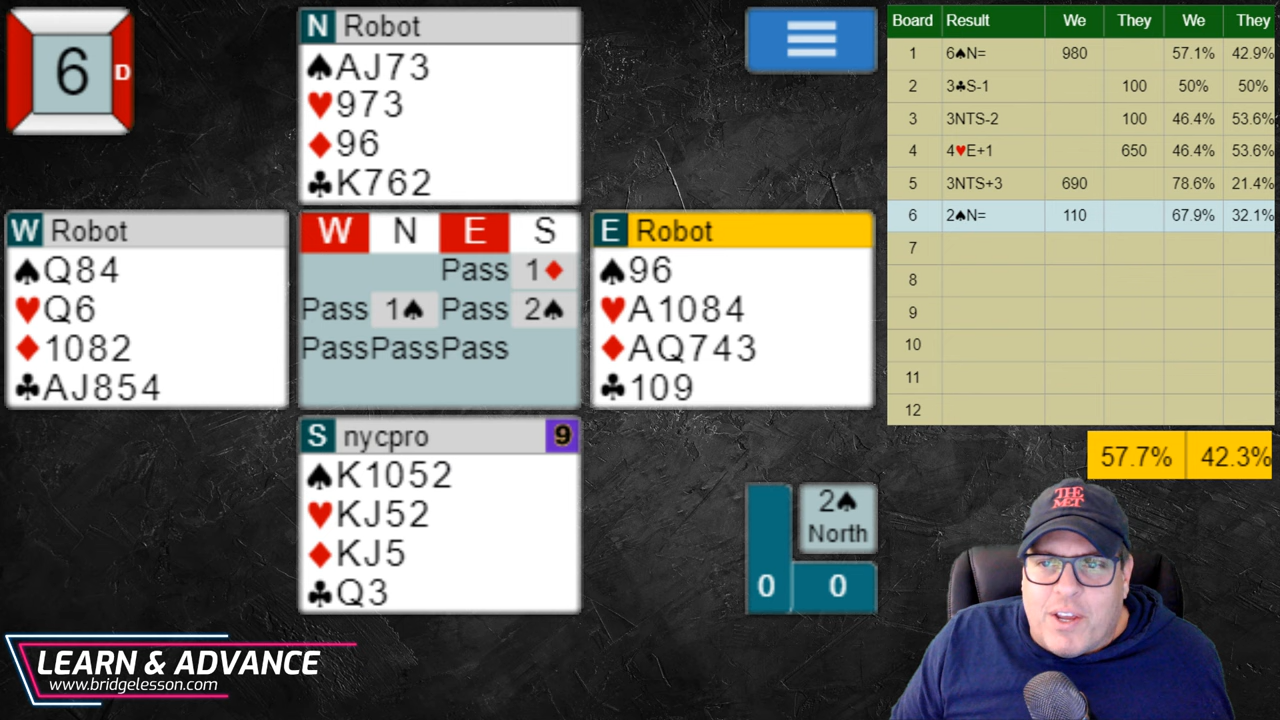 6 D
N Robot
♠AJ73
♥973
♦96
♣K762
W Robot
♠Q84
♥Q6
♦1082
♣AJ854
W N E S
Pass 1♦
Pass 1♠ Pass 2♠
Pass Pass Pass
E Robot
♠96
♥A1084
♦AQ743
♣109
S nycpro 9
♠K1052
♥KJ52
♦KJ5
♣Q3
2♠
North
0 0
Board Result We They We They
1 6♠N= 980 57.1% 42.9%
2 3♣S-1 100 50% 50%
3 3NTS-2 100 46.4% 53.6%
4 4♥E+1 650 46.4% 53.6%
5 3NTS+3 690 78.6% 21.4%
6 2♠N= 110 67.9% 32.1%
7
8
9
10
11
12
57.7% 42.3%
THE
MET
LEARN & ADVANCE
www.bridgelesson.com